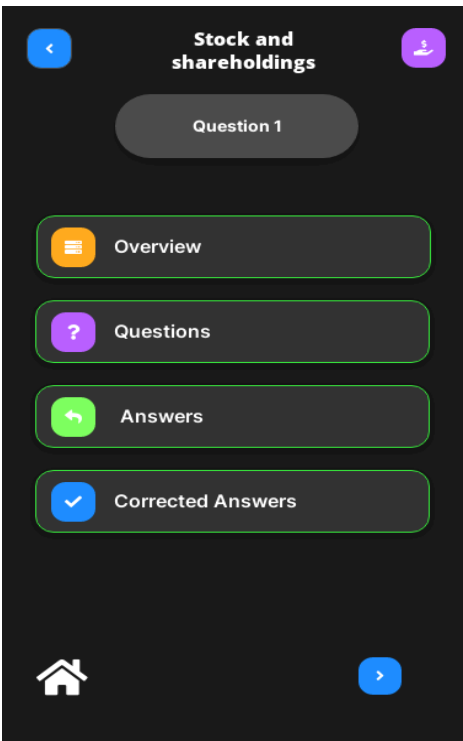 Stock and
shareholdings
Question 1
Overview
Questions
Answers
Corrected Answers